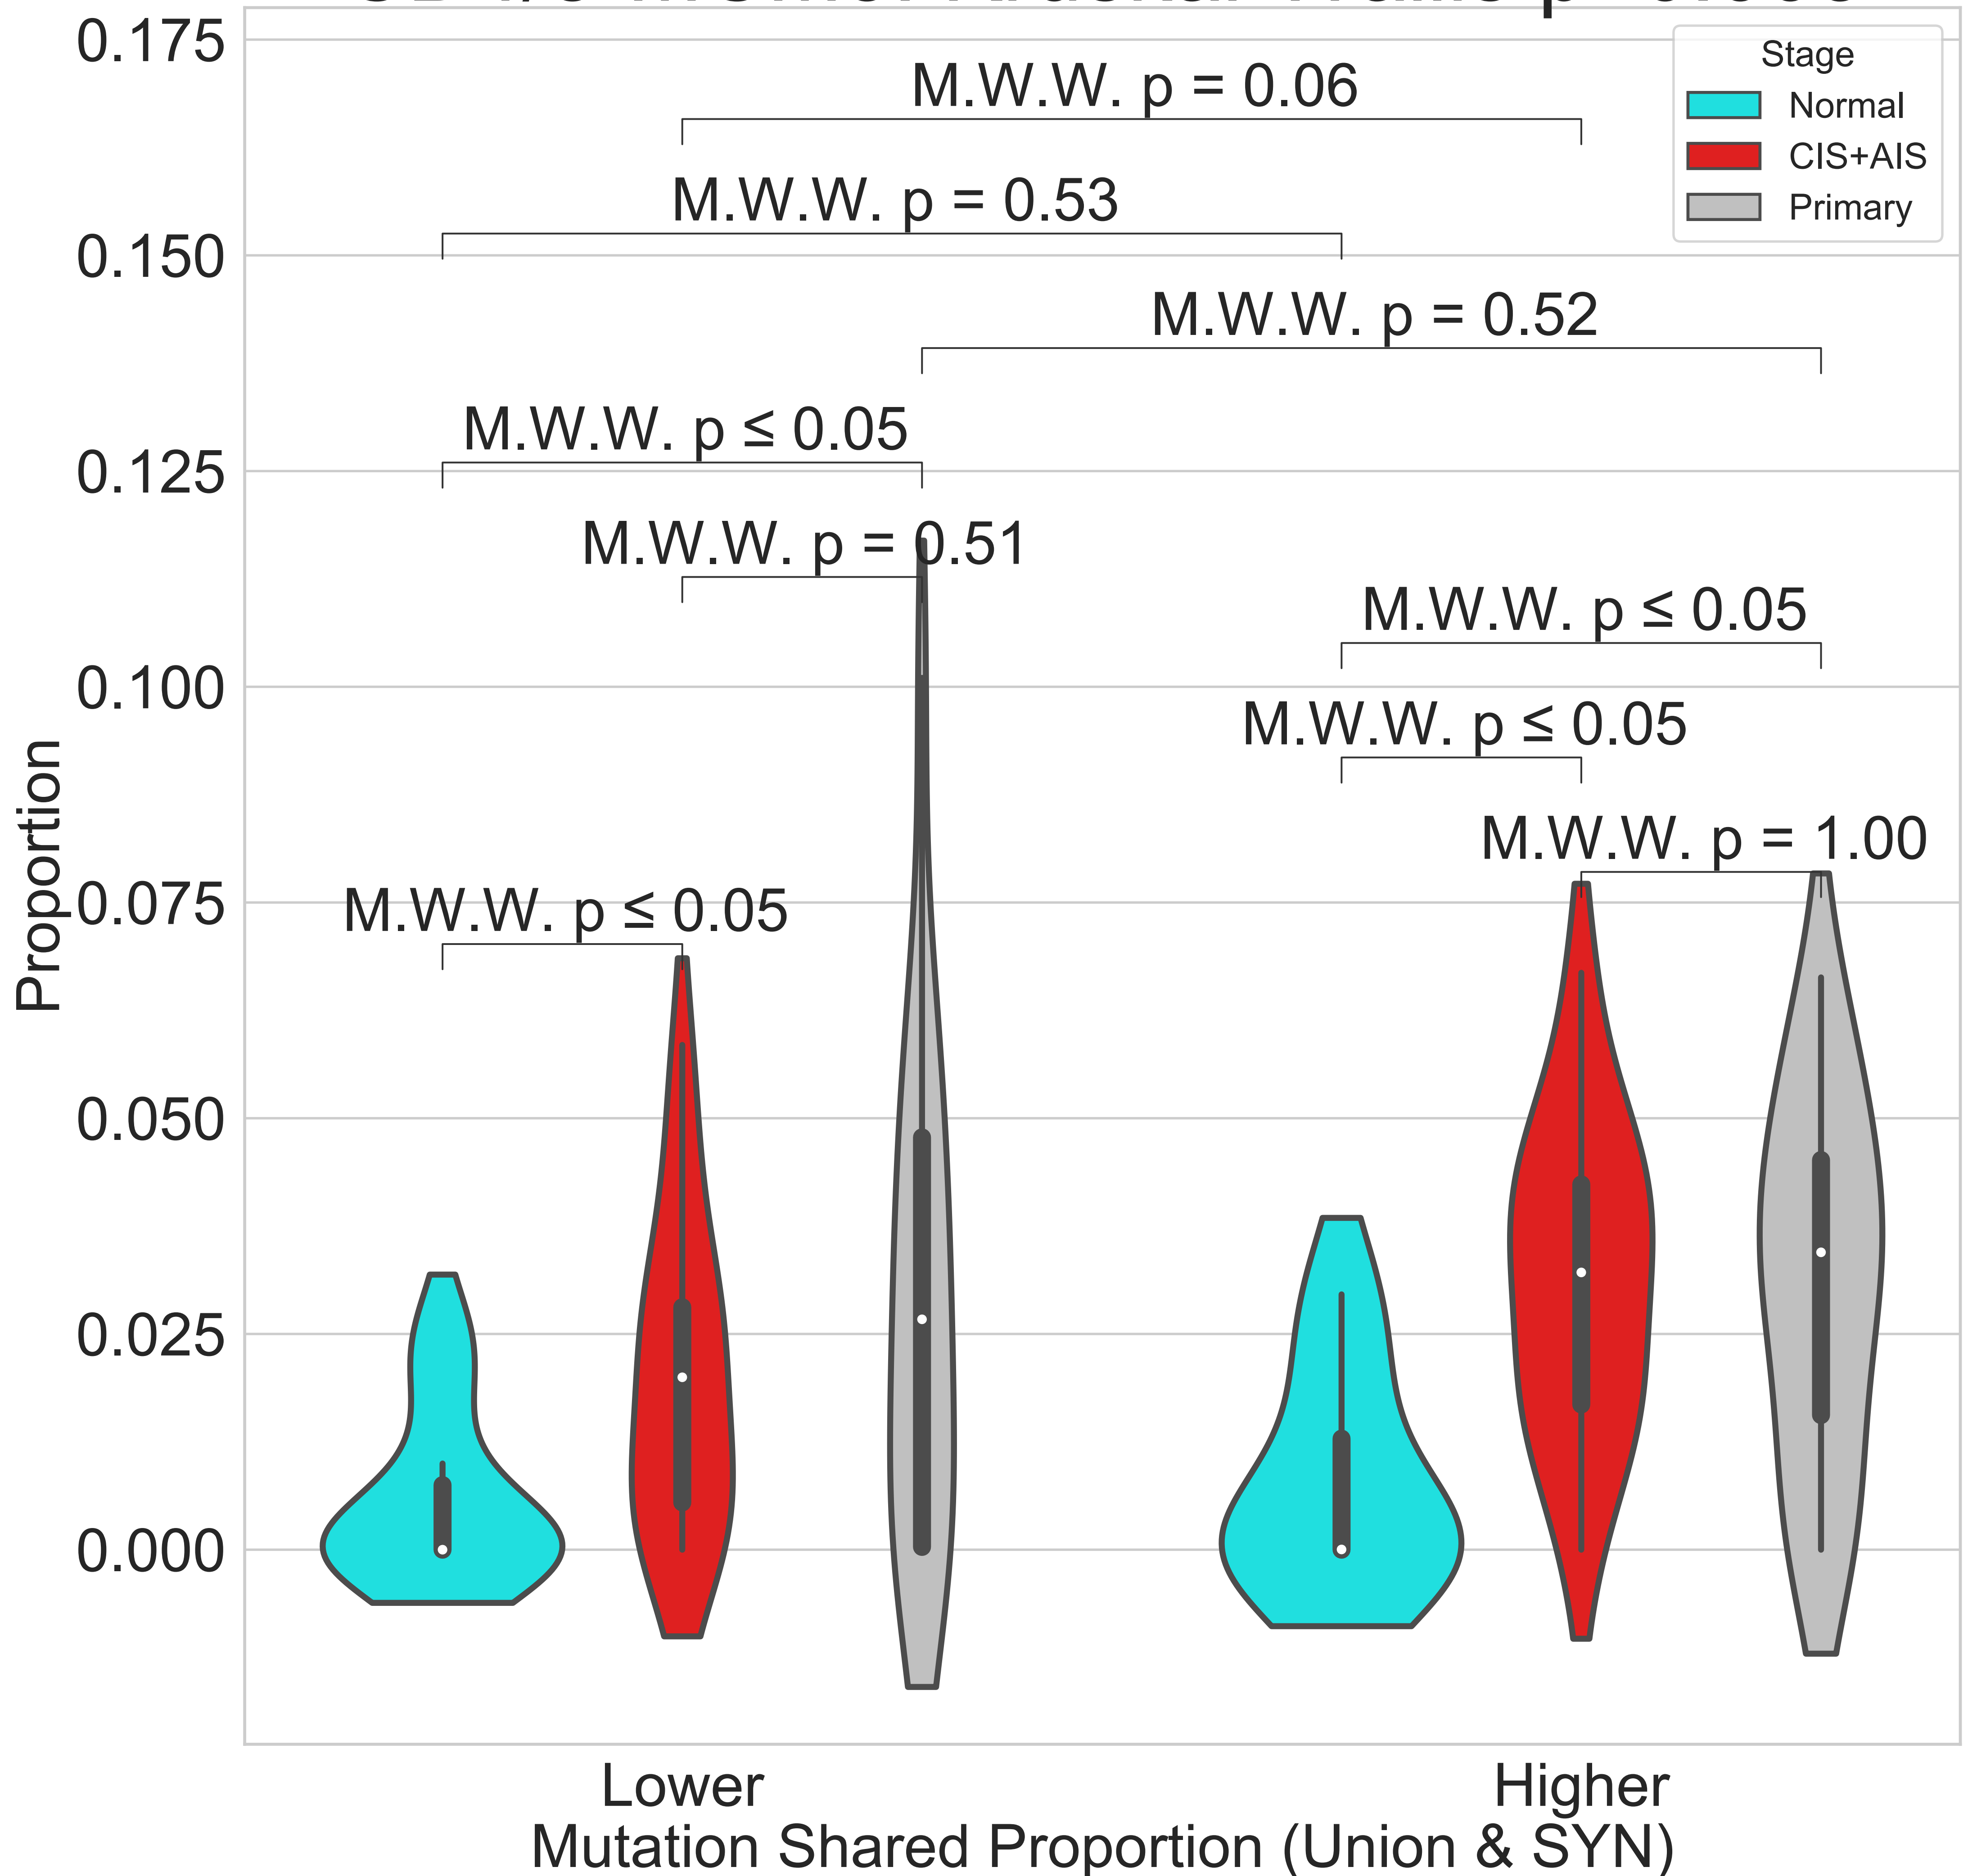 0.175
0.150
0.125
0.100
0.075
0.050
0.025
0.000
Proportion
Stage
Normal
CIS+AIS
Primary
M.W.W. p = 0.06
M.W.W. p = 0.53
M.W.W. p = 0.52
M.W.W. p ≤ 0.05
M.W.W. p = 0.51
M.W.W. p ≤ 0.05
M.W.W. p ≤ 0.05
M.W.W. p = 1.00
M.W.W. p ≤ 0.05
Lower
Higher
Mutation Shared Proportion (Union & SYN)